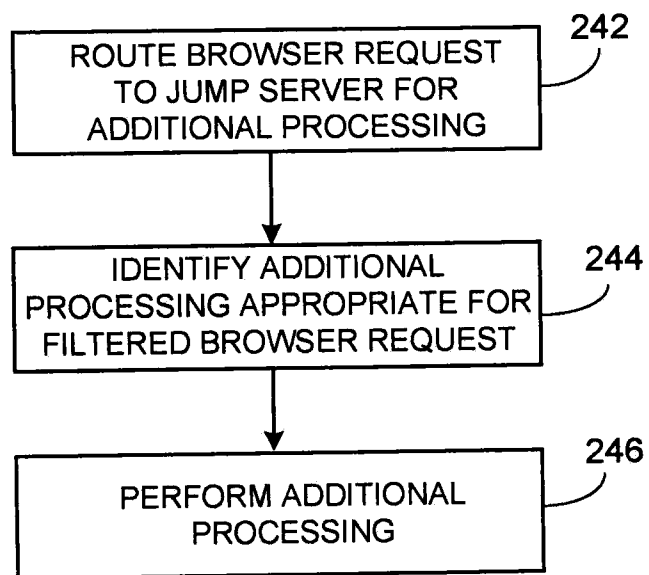 242
ROUTE BROWSER REQUEST
TO JUMP SERVER FOR
ADDITIONAL PROCESSING
244
IDENTIFY ADDITIONAL
PROCESSING APPROPRIATE FOR
FILTERED BROWSER REQUEST
246
PERFORM ADDITIONAL
PROCESSING